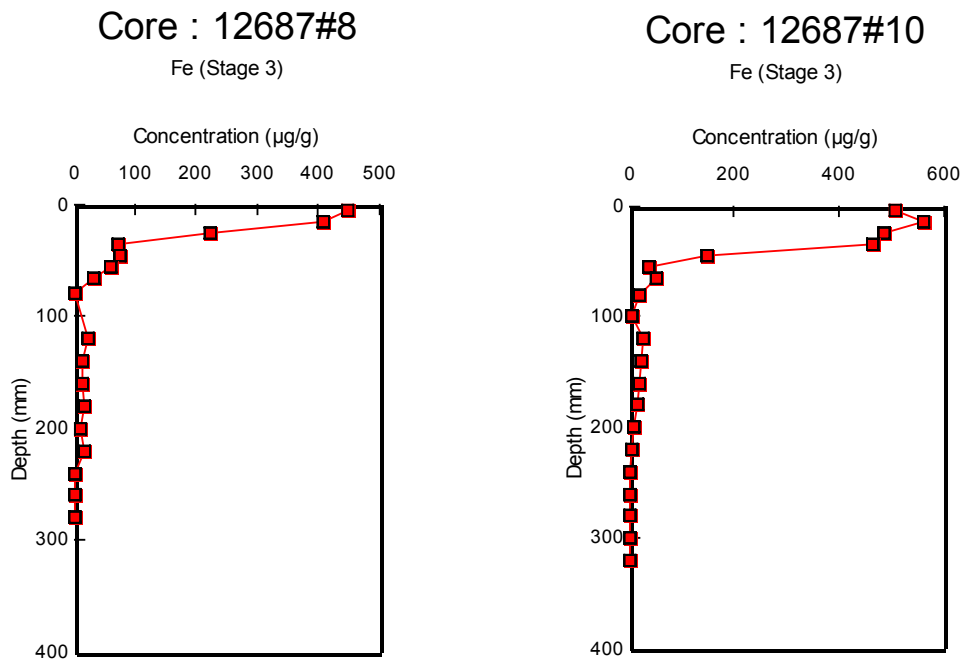 Core : 12687#8
Fe (Stage 3)
Concentration (µg/g)
0 100 200 300 400 500
0
100
200
300
400
Depth (mm)
Core : 12687#10
Fe (Stage 3)
Concentration (µg/g)
0 200 400 600
0
100
200
300
400
Depth (mm)